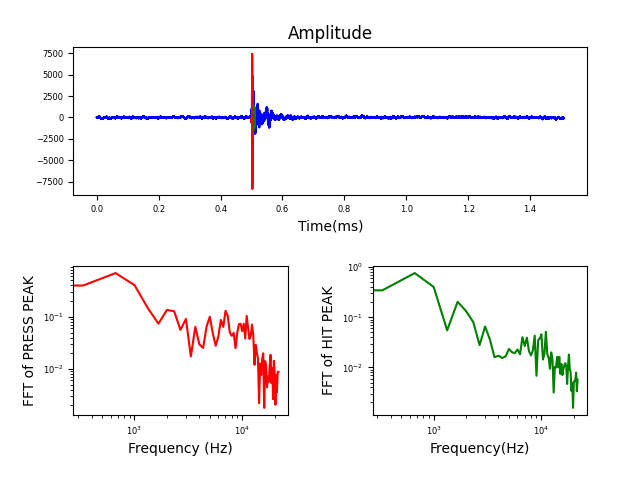 Amplitude
7500
5000
2500
0
−2500
−5000
−7500
0.0 0.2 0.4 0.6 0.8 1.0 1.2 1.4
Time(ms)
FFT of PRESS PEAK
10⁻¹
10⁻²
10³ 10⁴
Frequency (Hz)
FFT of HIT PEAK
10⁰
10⁻¹
10⁻²
10³ 10⁴
Frequency(Hz)